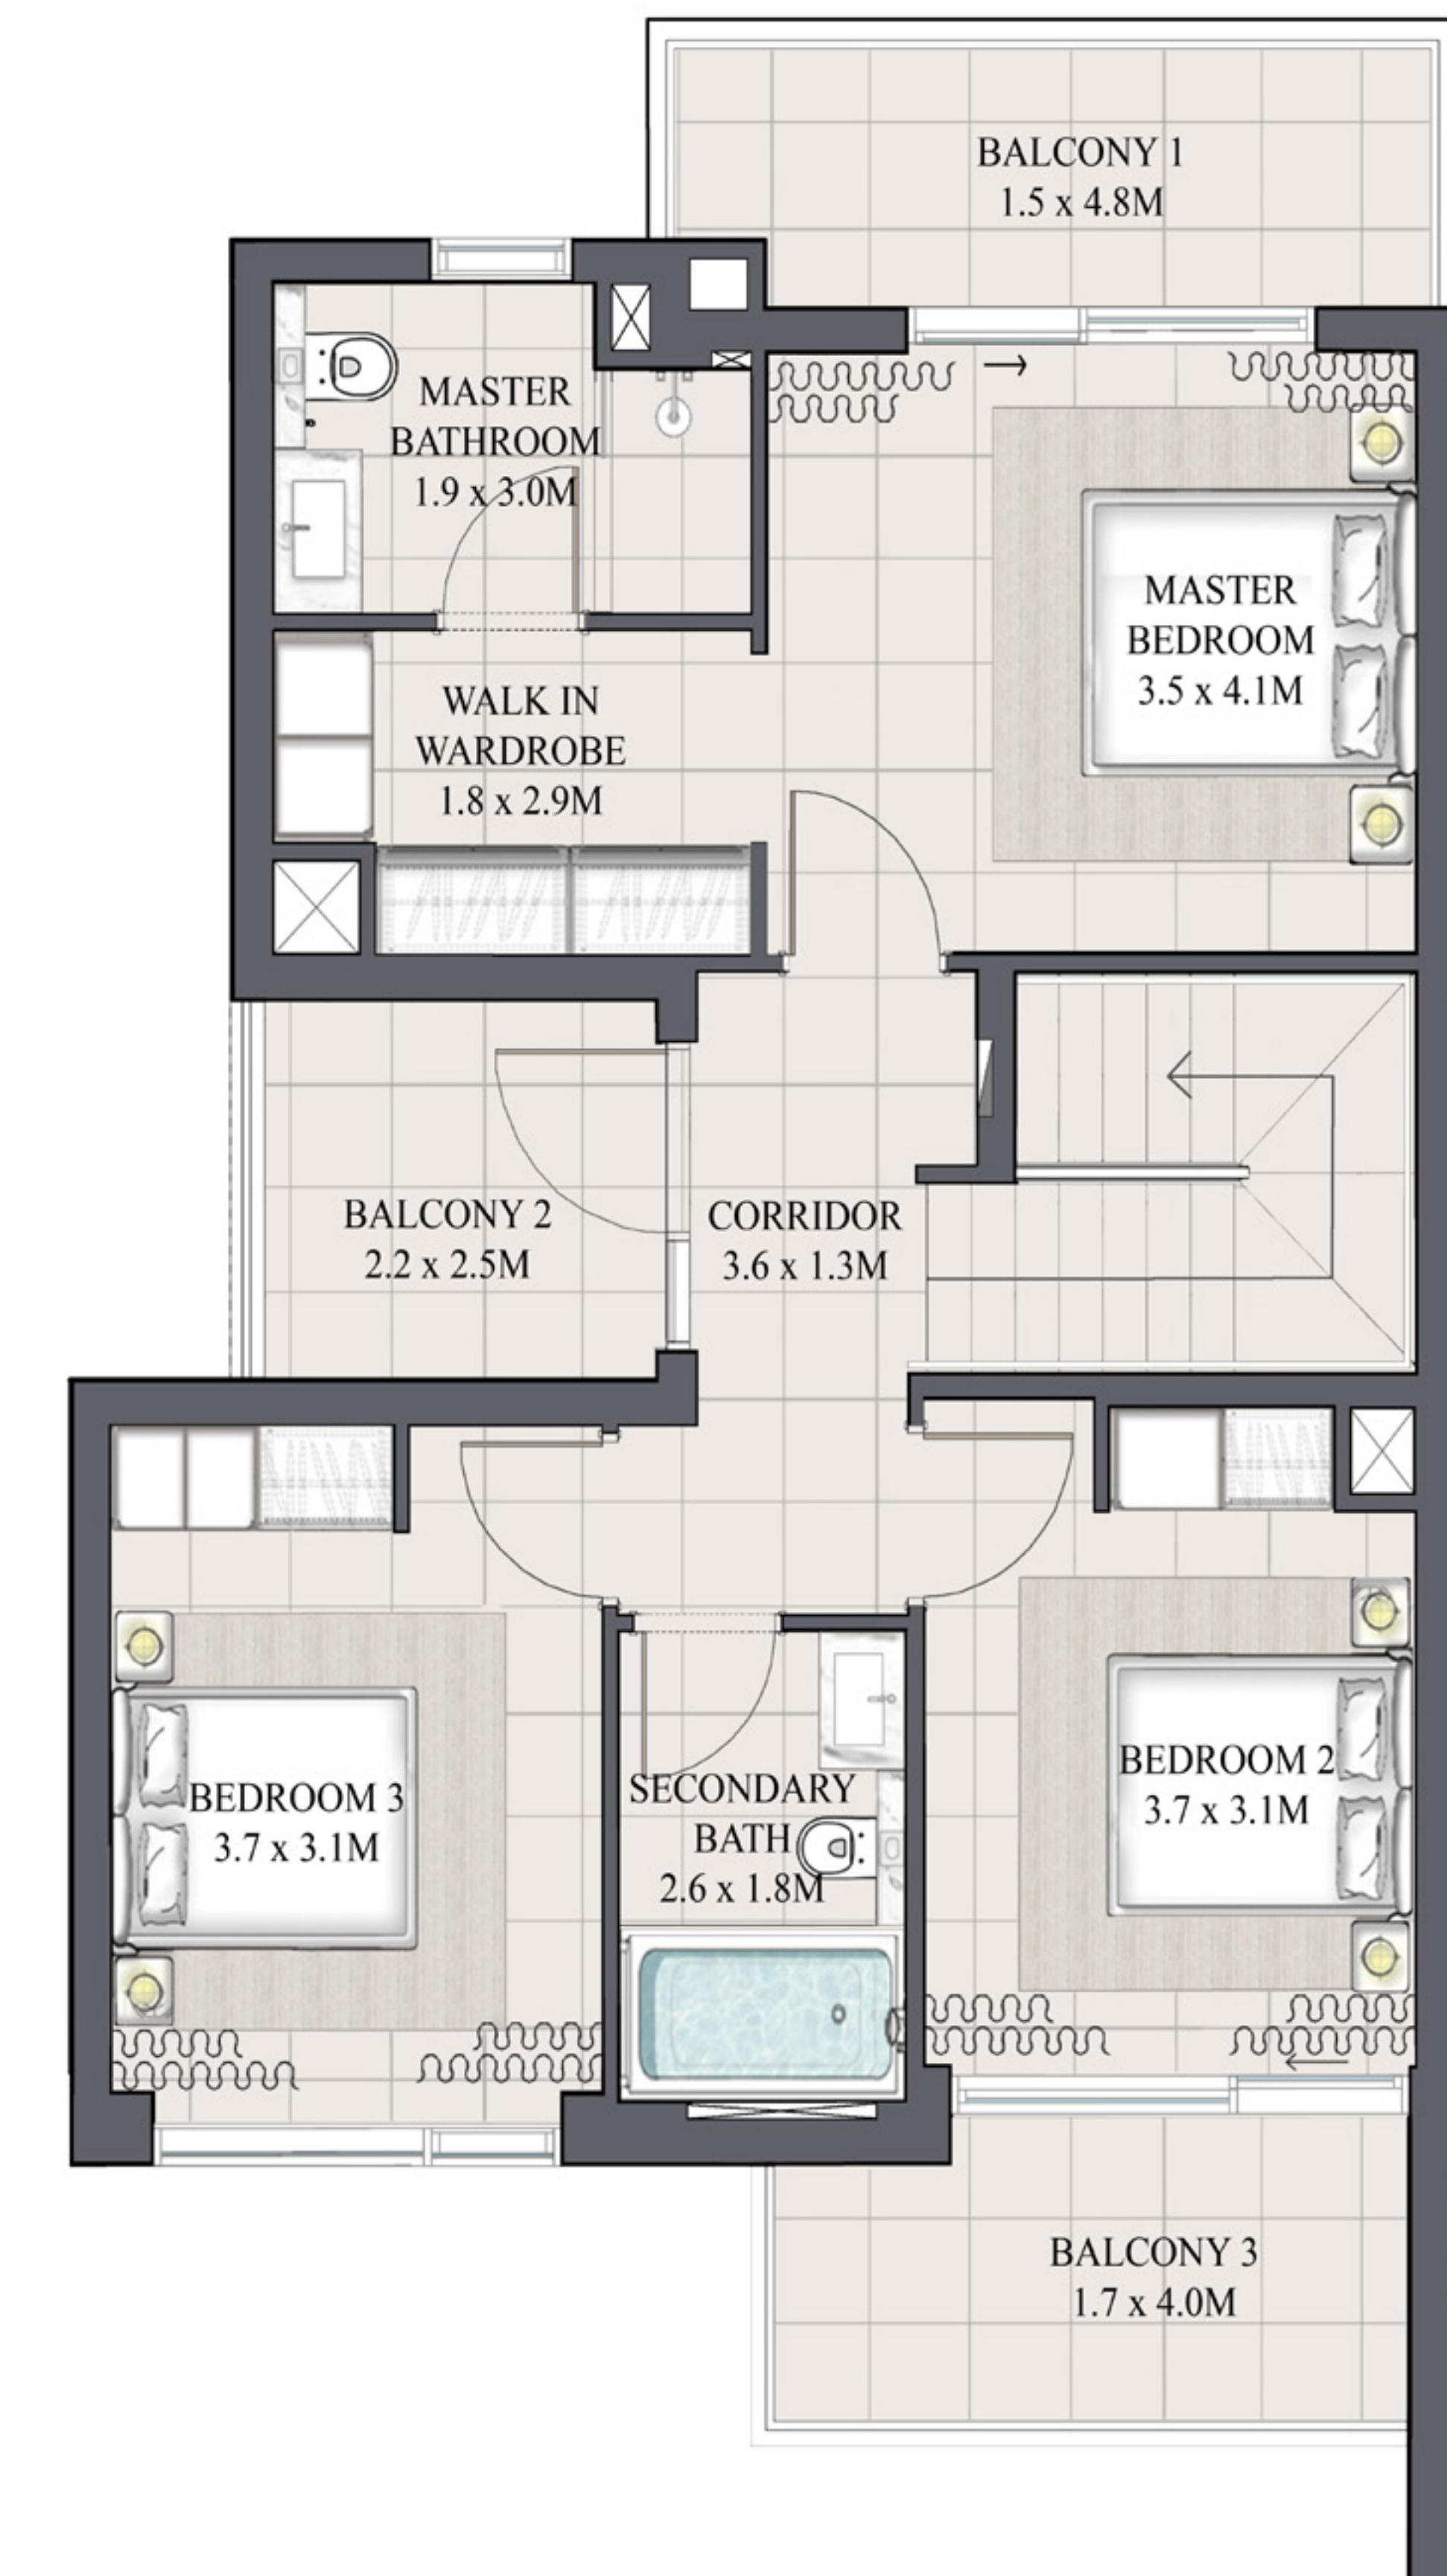 BALCONY 1
1.5 x 4.8M
MASTER
BATHROOM
1.9 x 3.0M
MASTER
BEDROOM
3.5 x 4.1M
WALK IN
WARDROBE
1.8 x 2.9M
BALCONY 2
2.2 x 2.5M
CORRIDOR
3.6 x 1.3M
BEDROOM 3
3.7 x 3.1M
SECONDARY
BATH
2.6 x 1.8M
BEDROOM 2
3.7 x 3.1M
BALCONY 3
1.7 x 4.0M